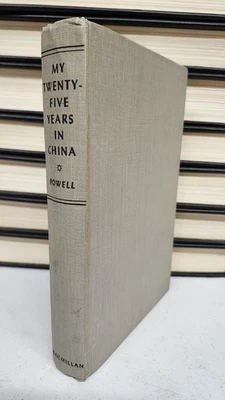 MY
TWENTY-
FIVE
YEARS
IN
CHINA
POWELL
MACMILLAN